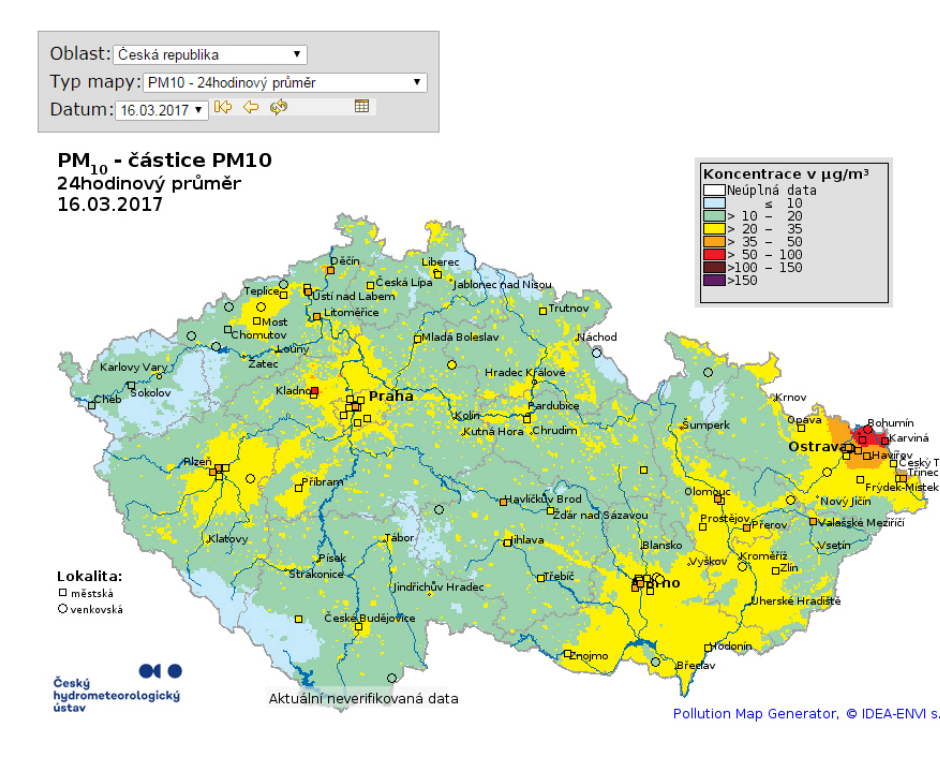 Oblast: Česká republika
Typ mapy: PM10 - 24hodinový průměr
Datum: 16.03.2017
PM10 - částice PM10
24hodinový průměr
16.03.2017
Koncentrace v µg/m³
Neúplná data
≤ 10
> 10 – 20
> 20 – 35
> 35 – 50
> 50 – 100
>100 – 150
>150
Děčín
Liberec
Teplice
Česká Lípa
Jablonec nad Nisou
Ústí nad Labem
Litoměřice
Trutnov
Most
Chomutov
Mladá Boleslav
Náchod
Louny
Žatec
Karlovy Vary
Hradec Králové
Sokolov
Cheb
Kladno
Praha
Krnov
Pardubice
Kolín
Opava
Bohumín
Kutná Hora
Chrudim
Šumperk
Karviná
Ostrava
Havířov
Český T
Plzeň
Třinec
Příbram
Frýdek-Místek
Olomouc
Havlíčkův Brod
Nový Jičín
Žďár nad Sázavou
Prostějov
Přerov
Valašské Meziříčí
Klatovy
Tábor
Jihlava
Blansko
Vsetín
Písek
Vyškov
Kroměříž
Zlín
Strakonice
Třebíč
Brno
Jindřichův Hradec
Uherské Hradiště
České Budějovice
Hodonín
Znojmo
Břeclav
Lokalita:
městská
venkovská
Český
hydrometeorologický
ústav
Aktuální neverifikovaná data
Pollution Map Generator, © IDEA-ENVI s.